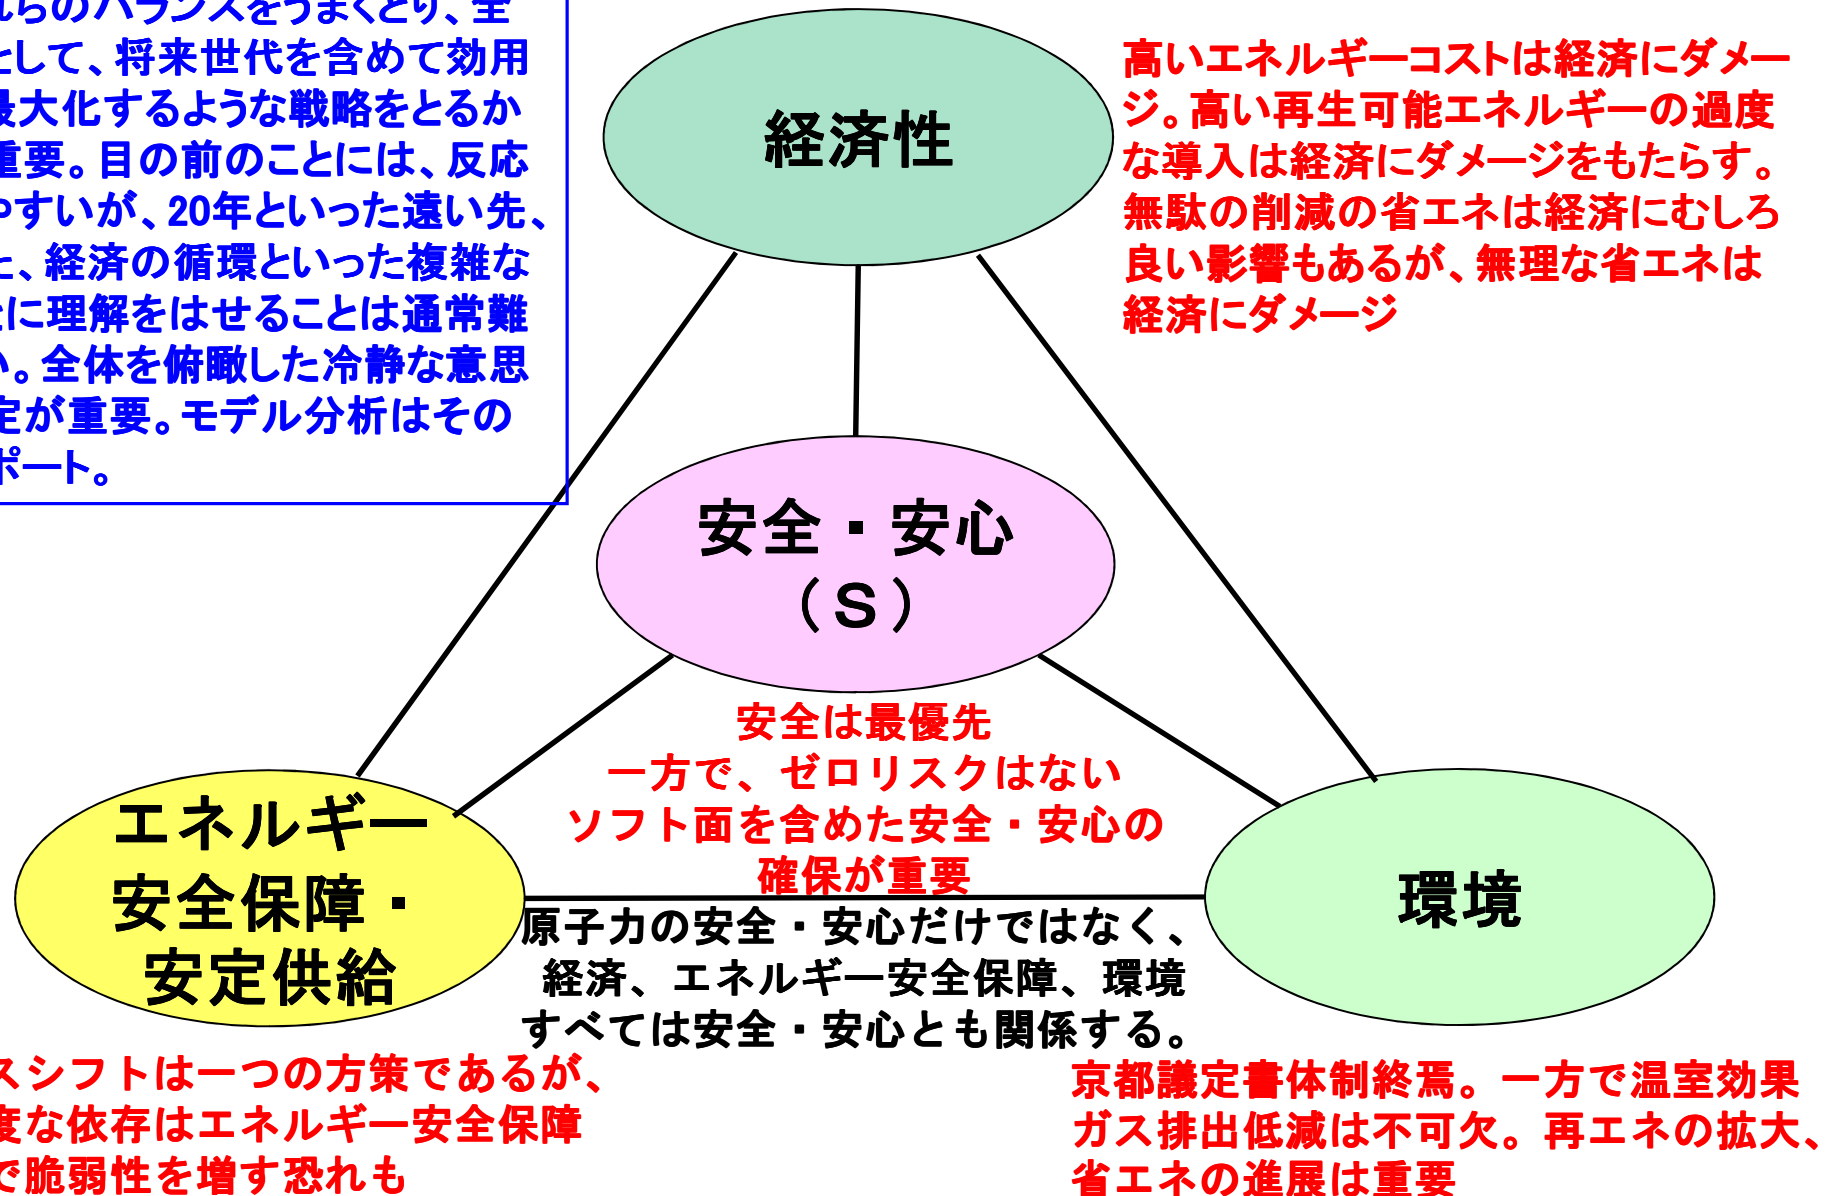 れらのバランスをうまくとり、全
として、将来世代を含めて効用
最大化するような戦略をとるか
重要。目の前のことには、反応
やすいが、20年といった遠い先、
た、経済の循環といった複雑な
に理解をはせることは通常難
い。全体を俯瞰した冷静な意思
定が重要。モデル分析はその
ポート。
経済性
高いエネルギーコストは経済にダメー
ジ。高い再生可能エネルギーの過度
な導入は経済にダメージをもたらす。
無駄の削減の省エネは経済にむしろ
良い影響もあるが、無理な省エネは
経済にダメージ
安全・安心
（Ｓ）
安全は最優先
一方で、ゼロリスクはない
ソフト面を含めた安全・安心の
確保が重要
エネルギー
安全保障・
安定供給
環境
原子力の安全・安心だけではなく、
経済、エネルギー安全保障、環境
すべては安全・安心とも関係する。
スシフトは一つの方策であるが、
度な依存はエネルギー安全保障
で脆弱性を増す恐れも
京都議定書体制終焉。一方で温室効果
ガス排出低減は不可欠。再エネの拡大、
省エネの進展は重要